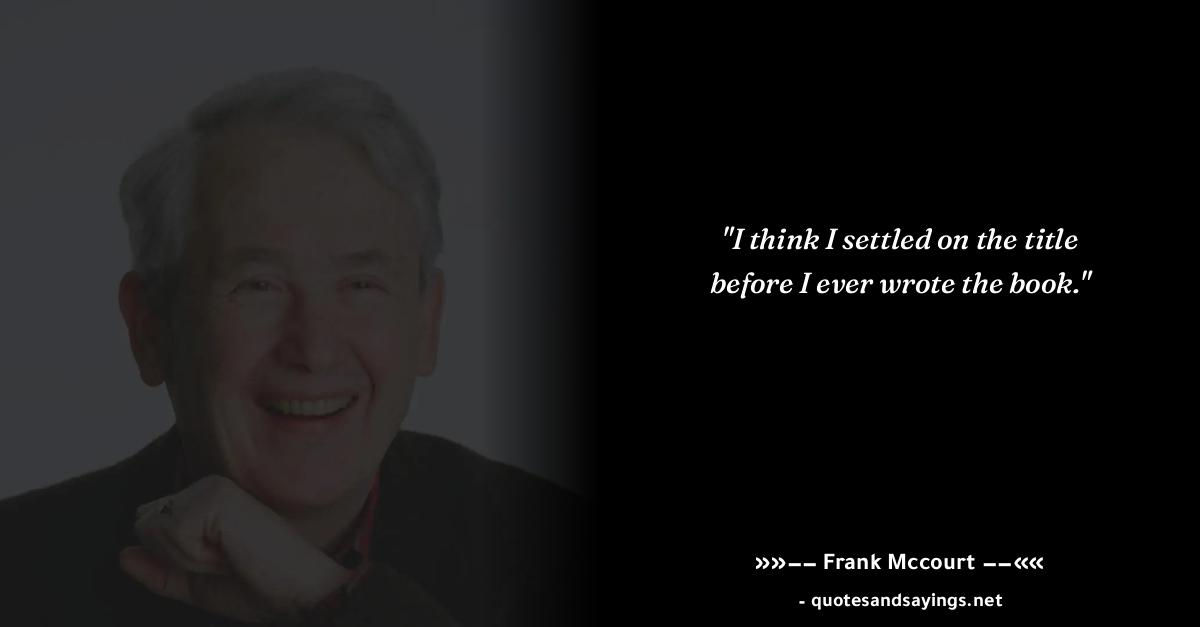 "I think I settled on the title
before I ever wrote the book."
»»−− Frank Mccourt −−««
- quotesandsayings.net